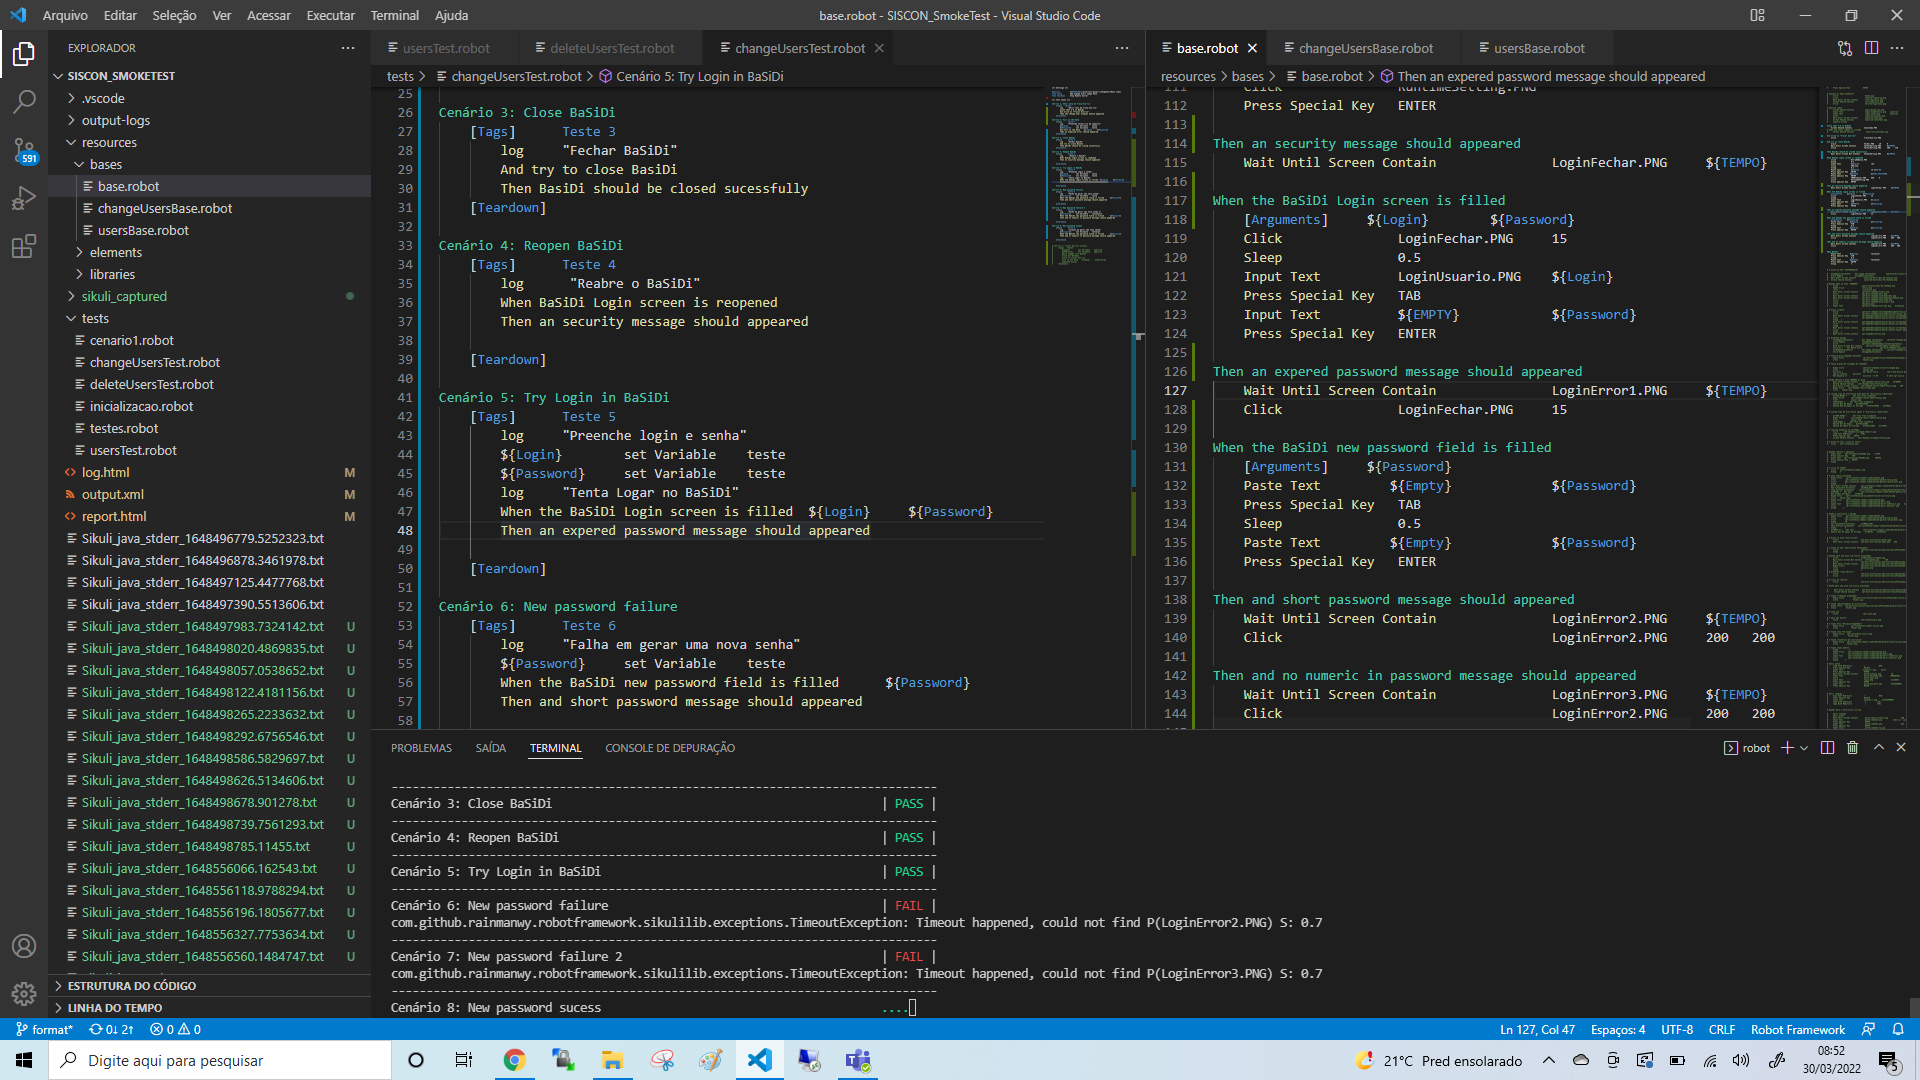 Arquivo Editar Seleção Ver Acessar Executar Terminal Ajuda
base.robot - SISCON_SmokeTest - Visual Studio Code
EXPLORADOR
SISCON_SMOKETEST
.vscode
output-logs
resources
bases
base.robot
changeUsersBase.robot
usersBase.robot
elements
libraries
sikuli_captured
tests
cenario1.robot
changeUsersTest.robot
deleteUsersTest.robot
inicializacao.robot
testes.robot
usersTest.robot
log.html M
output.xml M
report.html M
Sikuli_java_stderr_1648496779.5252323.txt
Sikuli_java_stderr_1648496878.3461978.txt
Sikuli_java_stderr_1648497125.4477768.txt
Sikuli_java_stderr_1648497390.5513606.txt
Sikuli_java_stderr_1648497983.7324142.txt U
Sikuli_java_stderr_1648498020.4869835.txt U
Sikuli_java_stderr_1648498057.0538652.txt U
Sikuli_java_stderr_1648498122.4181156.txt U
Sikuli_java_stderr_1648498265.2233632.txt U
Sikuli_java_stderr_1648498292.6756546.txt U
Sikuli_java_stderr_1648498586.5829697.txt U
Sikuli_java_stderr_1648498626.5134606.txt U
Sikuli_java_stderr_1648498678.901278.txt U
Sikuli_java_stderr_1648498739.7561293.txt U
Sikuli_java_stderr_1648498785.11455.txt U
Sikuli_java_stderr_1648556066.162543.txt U
Sikuli_java_stderr_1648556118.9788294.txt U
Sikuli_java_stderr_1648556196.1805677.txt U
Sikuli_java_stderr_1648556327.7753634.txt U
Sikuli_java_stderr_1648556560.1484747.txt U
ESTRUTURA DO CÓDIGO
LINHA DO TEMPO
591
usersTest.robot deleteUsersTest.robot changeUsersTest.robot
tests > changeUsersTest.robot > Cenário 5: Try Login in BaSiDi
25
26 Cenário 3: Close BaSiDi
27 [Tags] Teste 3
28 log "Fechar BaSiDi"
29 And try to close BasiDi
30 Then BasiDi should be closed sucessfully
31 [Teardown]
32
33 Cenário 4: Reopen BaSiDi
34 [Tags] Teste 4
35 log "Reabre o BaSiDi"
36 When BaSiDi Login screen is reopened
37 Then an security message should appeared
38
39 [Teardown]
40
41 Cenário 5: Try Login in BaSiDi
42 [Tags] Teste 5
43 log "Preenche login e senha"
44 ${Login} set Variable teste
45 ${Password} set Variable teste
46 log "Tenta Logar no BaSiDi"
47 When the BaSiDi Login screen is filled ${Login} ${Password}
48 Then an expered password message should appeared
49
50 [Teardown]
51
52 Cenário 6: New password failure
53 [Tags] Teste 6
54 log "Falha em gerar uma nova senha"
55 ${Password} set Variable teste
56 When the BaSiDi new password field is filled ${Password}
57 Then and short password message should appeared
58
base.robot changeUsersBase.robot usersBase.robot
resources > bases > base.robot > Then an expered password message should appeared
111 Click RuntimeSetting.PNG
112 Press Special Key ENTER
113
114 Then an security message should appeared
115 Wait Until Screen Contain LoginFechar.PNG ${TEMPO}
116
117 When the BaSiDi Login screen is filled
118 [Arguments] ${Login} ${Password}
119 Click LoginFechar.PNG 15
120 Sleep 0.5
121 Input Text LoginUsuario.PNG ${Login}
122 Press Special Key TAB
123 Input Text ${EMPTY} ${Password}
124 Press Special Key ENTER
125
126 Then an expered password message should appeared
127 Wait Until Screen Contain LoginError1.PNG ${TEMPO}
128 Click LoginFechar.PNG 15
129
130 When the BaSiDi new password field is filled
131 [Arguments] ${Password}
132 Paste Text ${Empty} ${Password}
133 Press Special Key TAB
134 Sleep 0.5
135 Paste Text ${Empty} ${Password}
136 Press Special Key ENTER
137
138 Then and short password message should appeared
139 Wait Until Screen Contain LoginError2.PNG ${TEMPO}
140 Click LoginError2.PNG 200 200
141
142 Then and no numeric in password message should appeared
143 Wait Until Screen Contain LoginError3.PNG ${TEMPO}
144 Click LoginError2.PNG 200 200
PROBLEMAS SAÍDA TERMINAL CONSOLE DE DEPURAÇÃO
robot
------------------------------------------------------------------------------
Cenário 3: Close BaSiDi | PASS |
------------------------------------------------------------------------------
Cenário 4: Reopen BaSiDi | PASS |
------------------------------------------------------------------------------
Cenário 5: Try Login in BaSiDi | PASS |
------------------------------------------------------------------------------
Cenário 6: New password failure | FAIL |
com.github.rainmanwy.robotframework.sikulilib.exceptions.TimeoutException: Timeout happened, could not find P(LoginError2.PNG) S: 0.7
------------------------------------------------------------------------------
Cenário 7: New password failure 2 | FAIL |
com.github.rainmanwy.robotframework.sikulilib.exceptions.TimeoutException: Timeout happened, could not find P(LoginError3.PNG) S: 0.7
------------------------------------------------------------------------------
Cenário 8: New password sucess ....
format* 0↓ 2↑ 0 0
Ln 127, Col 47 Espaços: 4 UTF-8 CRLF Robot Framework
Digite aqui para pesquisar
21°C Pred ensolarado
08:52
30/03/2022
5